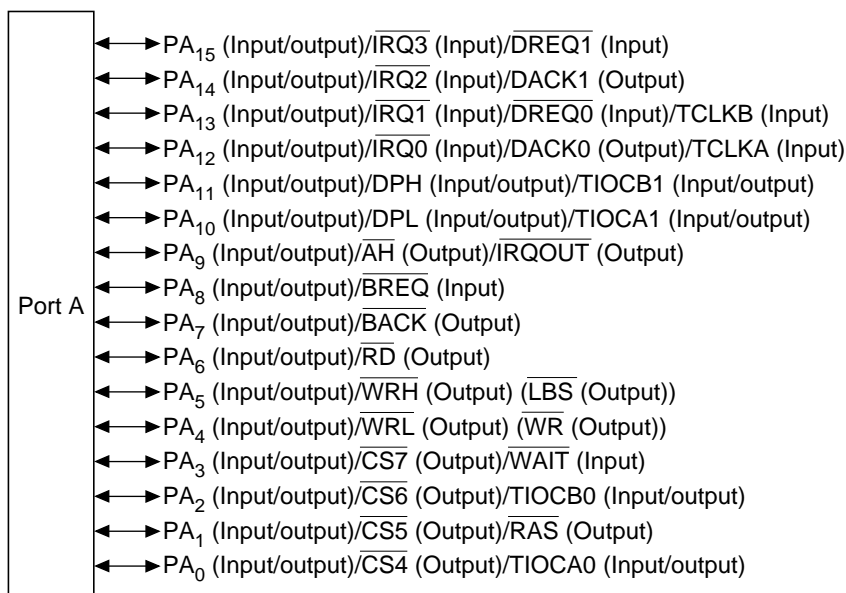 PA15 (Input/output)/IRQ3 (Input)/DREQ1 (Input)
PA14 (Input/output)/IRQ2 (Input)/DACK1 (Output)
PA13 (Input/output)/IRQ1 (Input)/DREQ0 (Input)/TCLKB (Input)
PA12 (Input/output)/IRQ0 (Input)/DACK0 (Output)/TCLKA (Input)
PA11 (Input/output)/DPH (Input/output)/TIOCB1 (Input/output)
PA10 (Input/output)/DPL (Input/output)/TIOCA1 (Input/output)
PA9 (Input/output)/AH (Output)/IRQOUT (Output)
PA8 (Input/output)/BREQ (Input)
Port A
PA7 (Input/output)/BACK (Output)
PA6 (Input/output)/RD (Output)
PA5 (Input/output)/WRH (Output) (LBS (Output))
PA4 (Input/output)/WRL (Output) (WR (Output))
PA3 (Input/output)/CS7 (Output)/WAIT (Input)
PA2 (Input/output)/CS6 (Output)/TIOCB0 (Input/output)
PA1 (Input/output)/CS5 (Output)/RAS (Output)
PA0 (Input/output)/CS4 (Output)/TIOCA0 (Input/output)